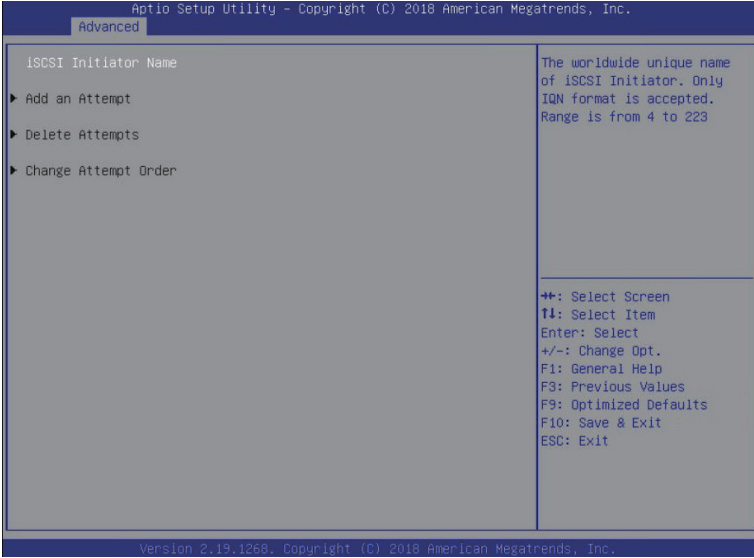 Aptio Setup Utility – Copyright (C) 2018 American Megatrends, Inc.
Advanced
iSCSI Initiator Name
▶ Add an Attempt
▶ Delete Attempts
▶ Change Attempt Order
The worldwide unique name
of iSCSI Initiator. Only
IQN format is accepted.
Range is from 4 to 223
→←: Select Screen
↑↓: Select Item
Enter: Select
+/-: Change Opt.
F1: General Help
F3: Previous Values
F9: Optimized Defaults
F10: Save & Exit
ESC: Exit
Version 2.19.1268. Copyright (C) 2018 American Megatrends, Inc.